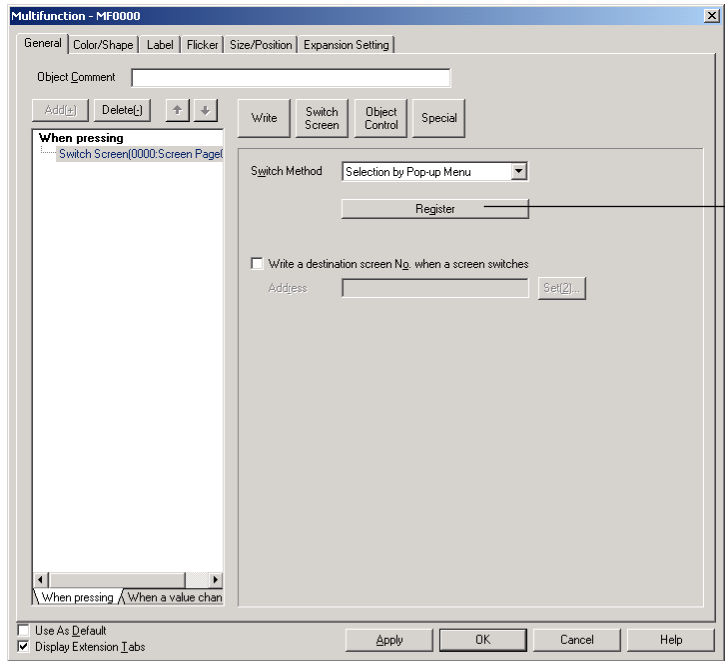 Multifunction - MF0000
General Color/Shape Label Flicker Size/Position Expansion Setting
Object Comment
Add(+) Delete(-)
Write Switch Screen Object Control Special
When pressing
Switch Screen(0000:Screen Page(
Switch Method Selection by Pop-up Menu
Register
Write a destination screen No. when a screen switches
Address Set(2)...
When pressing When a value chan
Use As Default
Display Extension Tabs
Apply OK Cancel Help